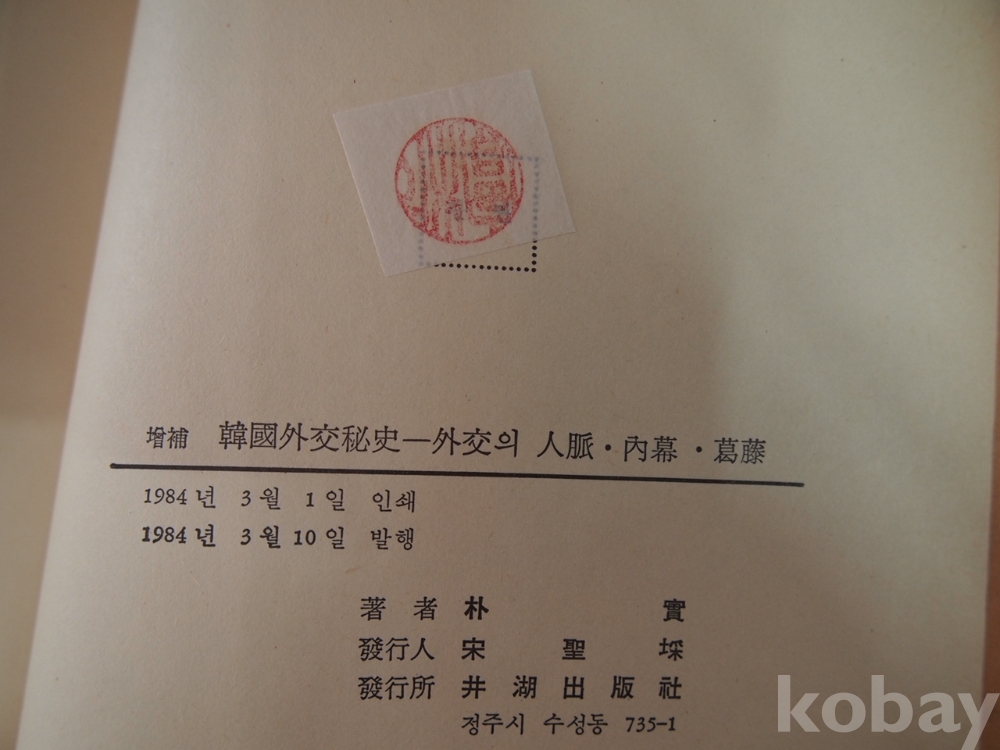 增補 韓國外交秘史—外交의 人脈·內幕·葛藤
1984년 3월 1일 인쇄
1984년 3월 10일 발행
著者 朴實
發行人 宋聖埰
發行所 井湖出版社
정주시 수성동 735-1
kobay